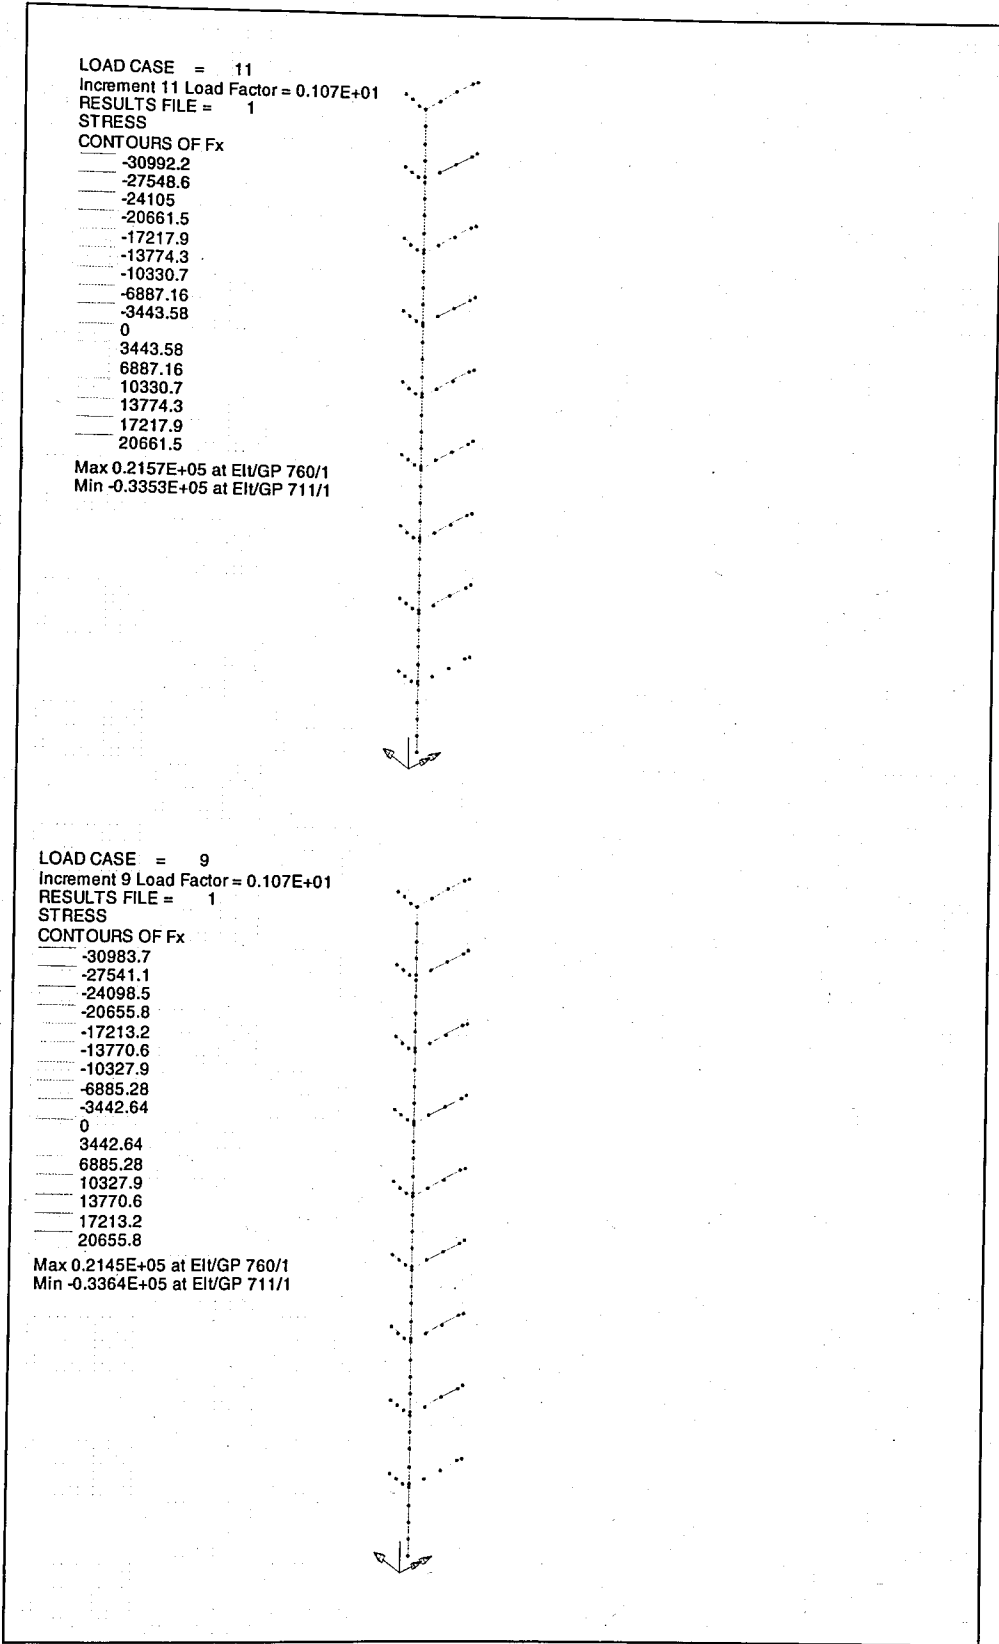 LOAD CASE = 11
Increment 11 Load Factor = 0.107E+01
RESULTS FILE = 1
STRESS
CONTOURS OF Fx
-30992.2
-27548.6
-24105
-20661.5
-17217.9
-13774.3
-10330.7
-6887.16
-3443.58
0
3443.58
6887.16
10330.7
13774.3
17217.9
20661.5
Max 0.2157E+05 at Elt/GP 760/1
Min -0.3353E+05 at Elt/GP 711/1
LOAD CASE = 9
Increment 9 Load Factor = 0.107E+01
RESULTS FILE = 1
STRESS
CONTOURS OF Fx
-30983.7
-27541.1
-24098.5
-20655.8
-17213.2
-13770.6
-10327.9
-6885.28
-3442.64
0
3442.64
6885.28
10327.9
13770.6
17213.2
20655.8
Max 0.2145E+05 at Elt/GP 760/1
Min -0.3364E+05 at Elt/GP 711/1